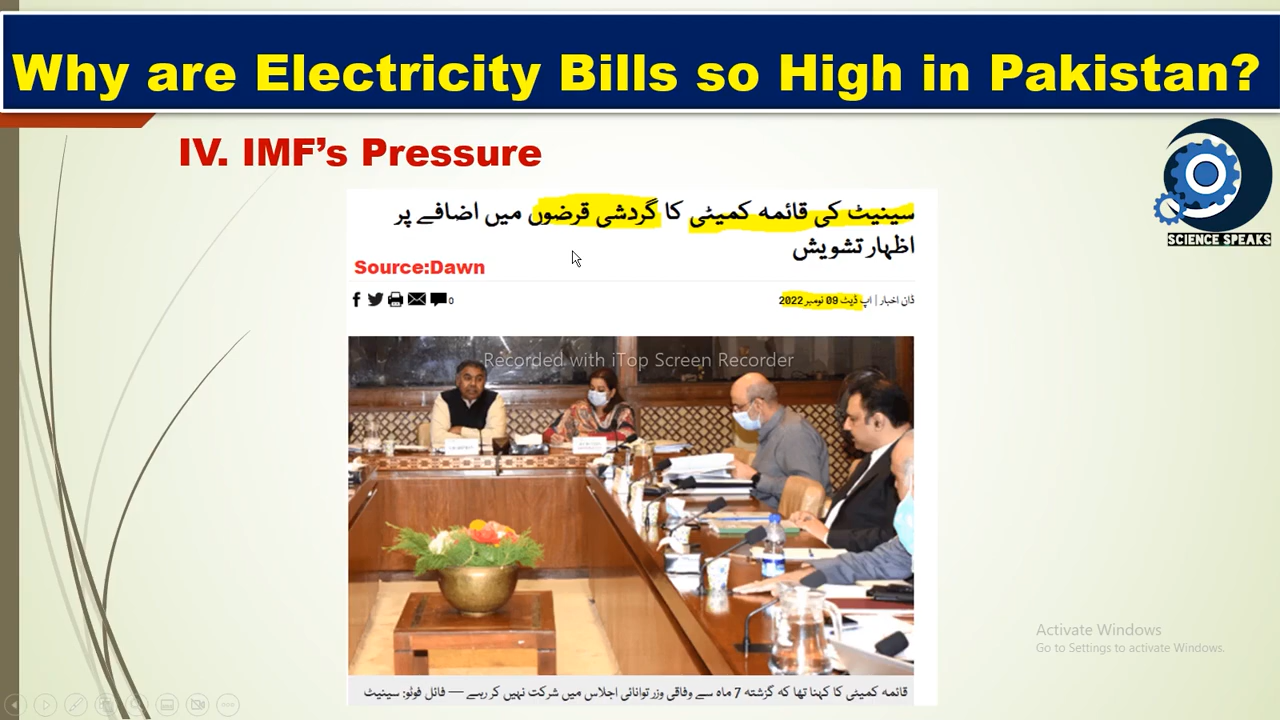 Why are Electricity Bills so High in Pakistan?
IV. IMF’s Pressure
SCIENCE SPEAKS
سینیٹ کی قائمہ کمیٹی کا گردشی قرضوں میں اضافے پر
اظہار تشویش
Source:Dawn
0
ڈان اخبار | اپ ڈیٹ 09 نومبر 2022
Recorded with iTop Screen Recorder
قائمہ کمیٹی کا کہنا تھا کہ گزشتہ 7 ماہ سے وفاقی وزر توانائی اجلاس میں شرکت نہیں کر رہے — فائل فوٹو: سینیٹ
Activate Windows
Go to Settings to activate Windows.